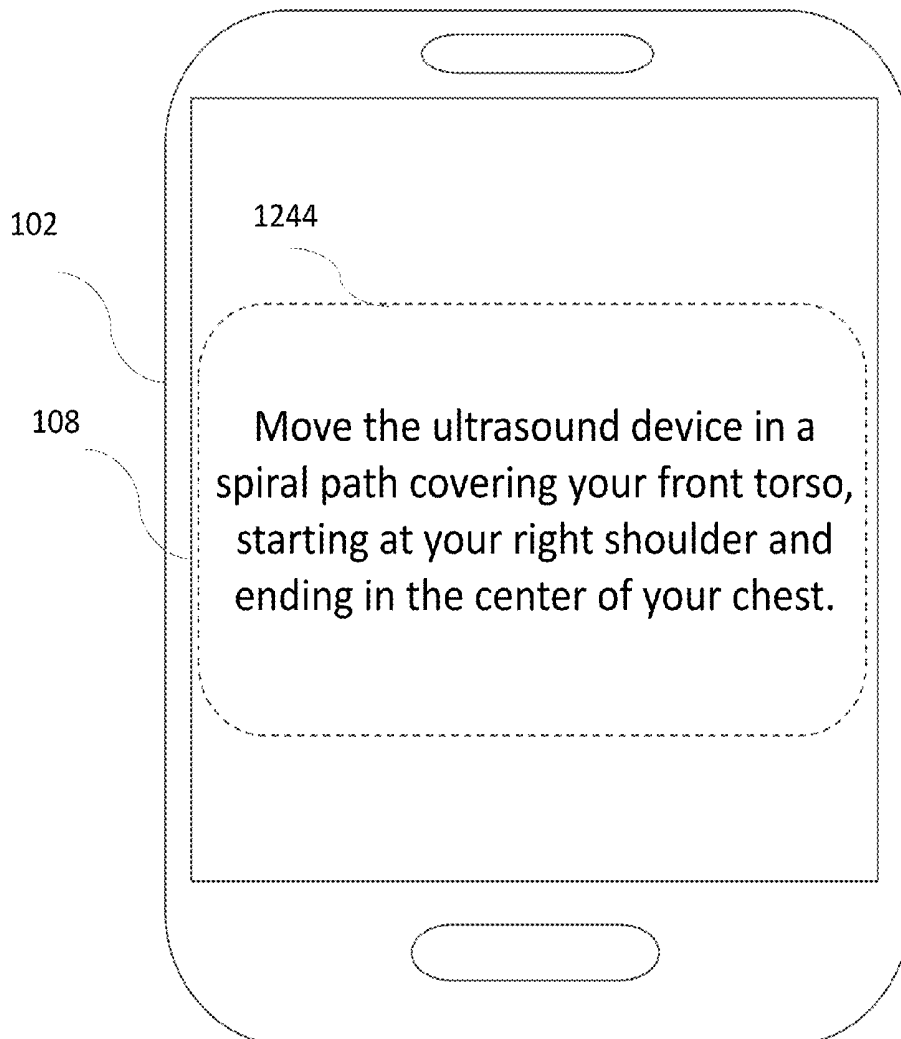 102
1244
108
Move the ultrasound device in a
spiral path covering your front torso,
starting at your right shoulder and
ending in the center of your chest.